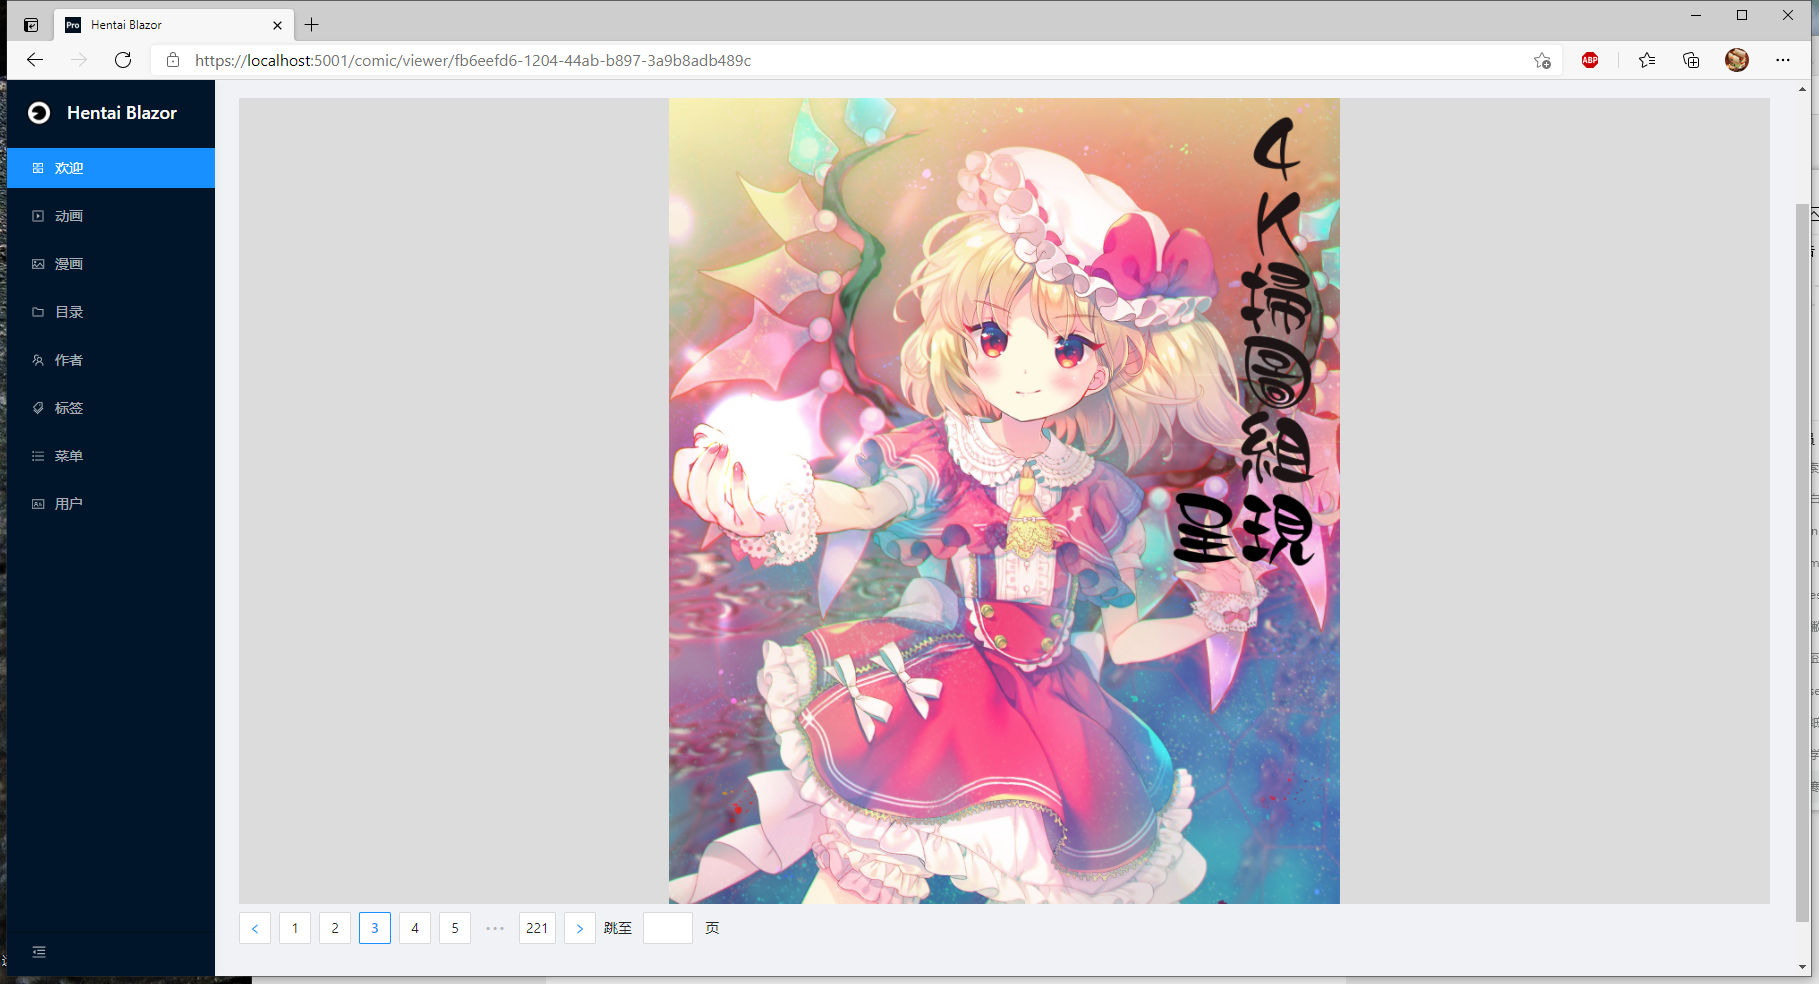 Hentai Blazor
https://localhost:5001/comic/viewer/fb6eefd6-1204-44ab-b897-3a9b8adb489c
ABP
Pro
Hentai Blazor
欢迎
动画
漫画
目录
作者
标签
菜单
用户
4K掃圖組現
呈
1 2 3 4 5 ••• 221 跳至 页